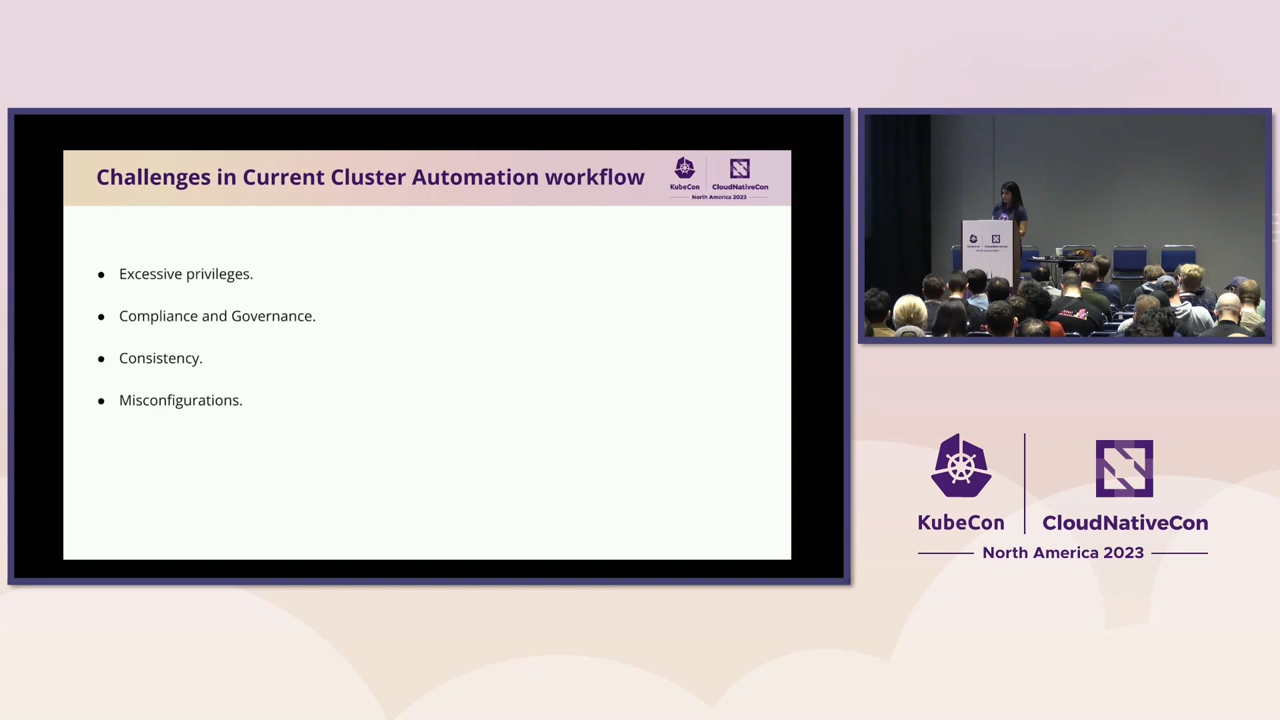 Challenges in Current Cluster Automation workflow
KubeCon
CloudNativeCon
North America 2023
● Excessive privileges.
● Compliance and Governance.
● Consistency.
● Misconfigurations.
KubeCon
CloudNativeCon
North America 2023